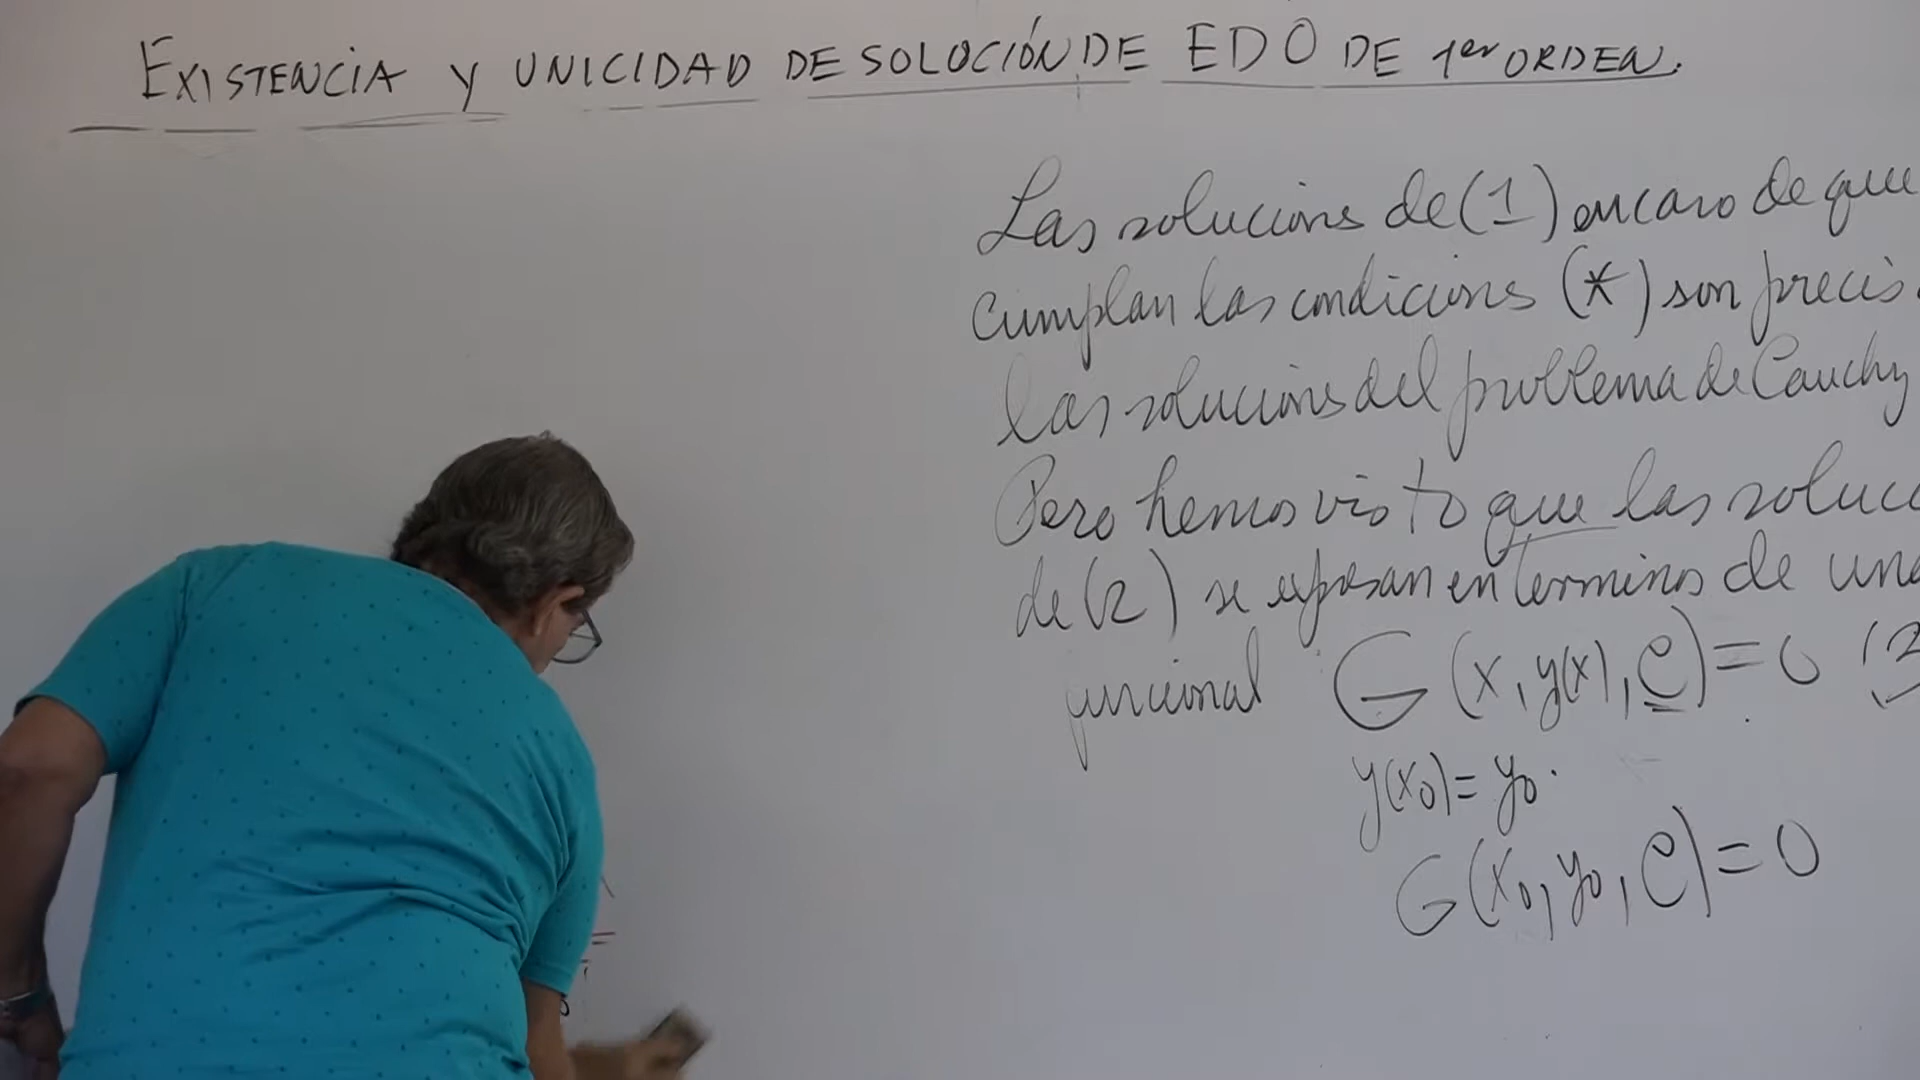 EXISTENCIA Y UNICIDAD DE SOLUCIÓN DE EDO DE 1er ORDEN.
Las soluciones de (1) en caso de que
cumplan las condiciones (*) son precis
las soluciones del problema de Cauchy
Pero hemos visto que las soluc
de (2) se expresan en terminos de una
funcional G(x, y(x), C) = 0 (3
y(x₀) = y₀.
G(x₀, y₀, C) = 0